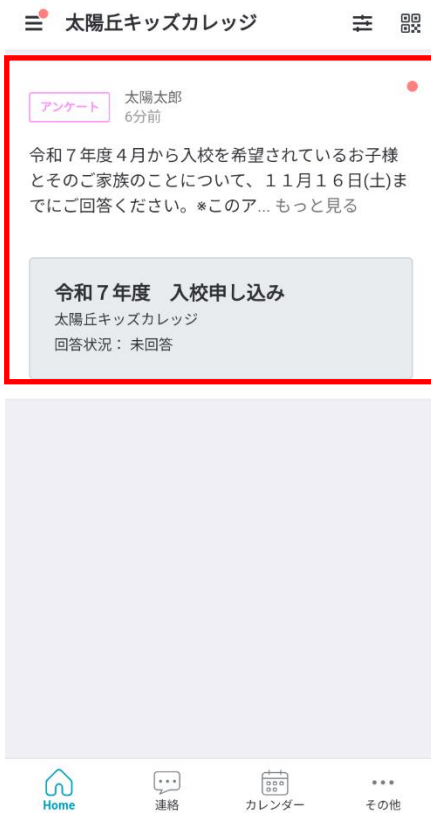 太陽丘キッズカレッジ
アンケート
太陽太郎
6分前
令和７年度４月から入校を希望されているお子様
とそのご家族のことについて、１１月１６日(土)ま
でにご回答ください。※このア... もっと見る
令和７年度　入校申し込み
太陽丘キッズカレッジ
回答状況： 未回答
Home
連絡
カレンダー
その他